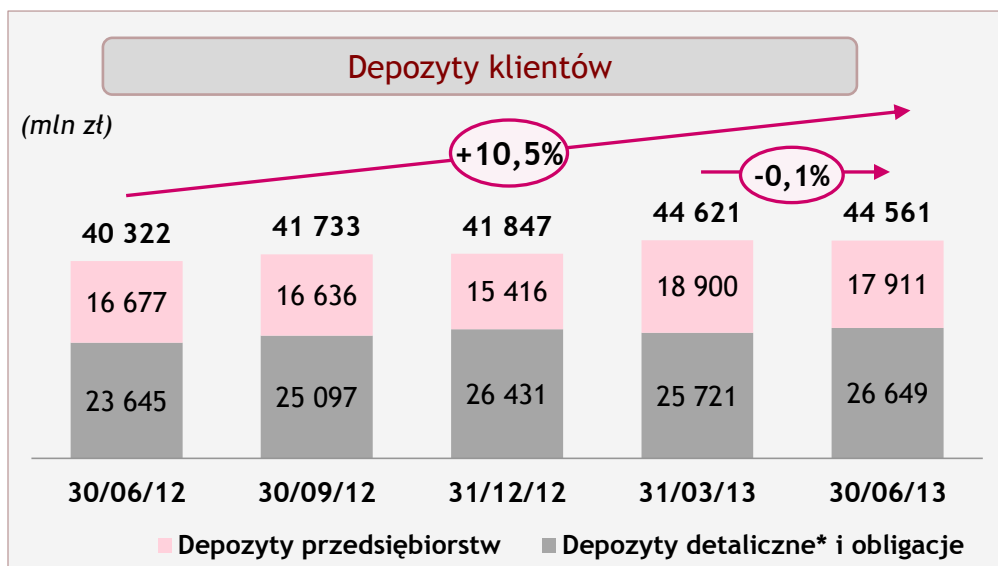 Depozyty klientów
(mln zł)
+10,5%
-0,1%
40 322 41 733 41 847 44 621 44 561
16 677 16 636 15 416 18 900 17 911
23 645 25 097 26 431 25 721 26 649
30/06/12 30/09/12 31/12/12 31/03/13 30/06/13
Depozyty przedsiębiorstw Depozyty detaliczne* i obligacje